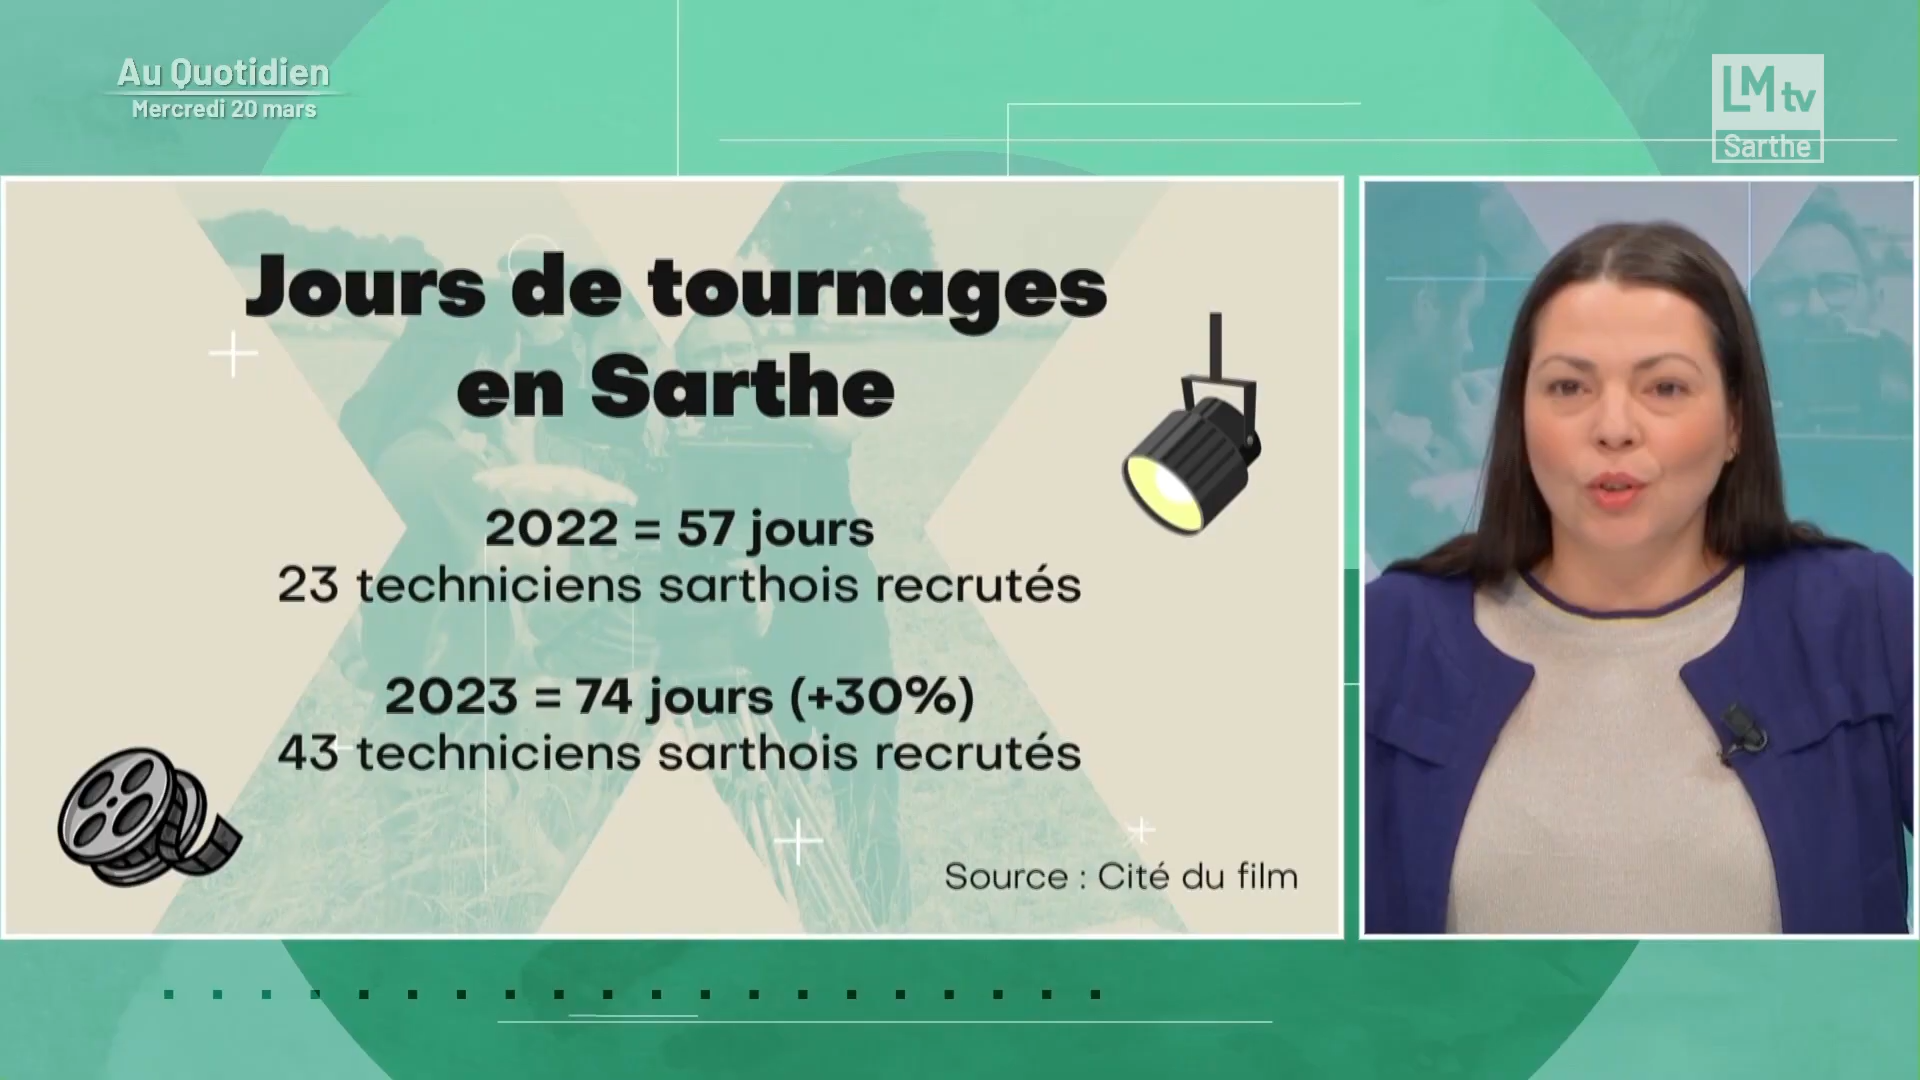 Au Quotidien
Mercredi 20 mars
LM tv
Sarthe
Jours de tournages
en Sarthe
2022 = 57 jours
23 techniciens sarthois recrutés
2023 = 74 jours (+30%)
43 techniciens sarthois recrutés
Source : Cité du film